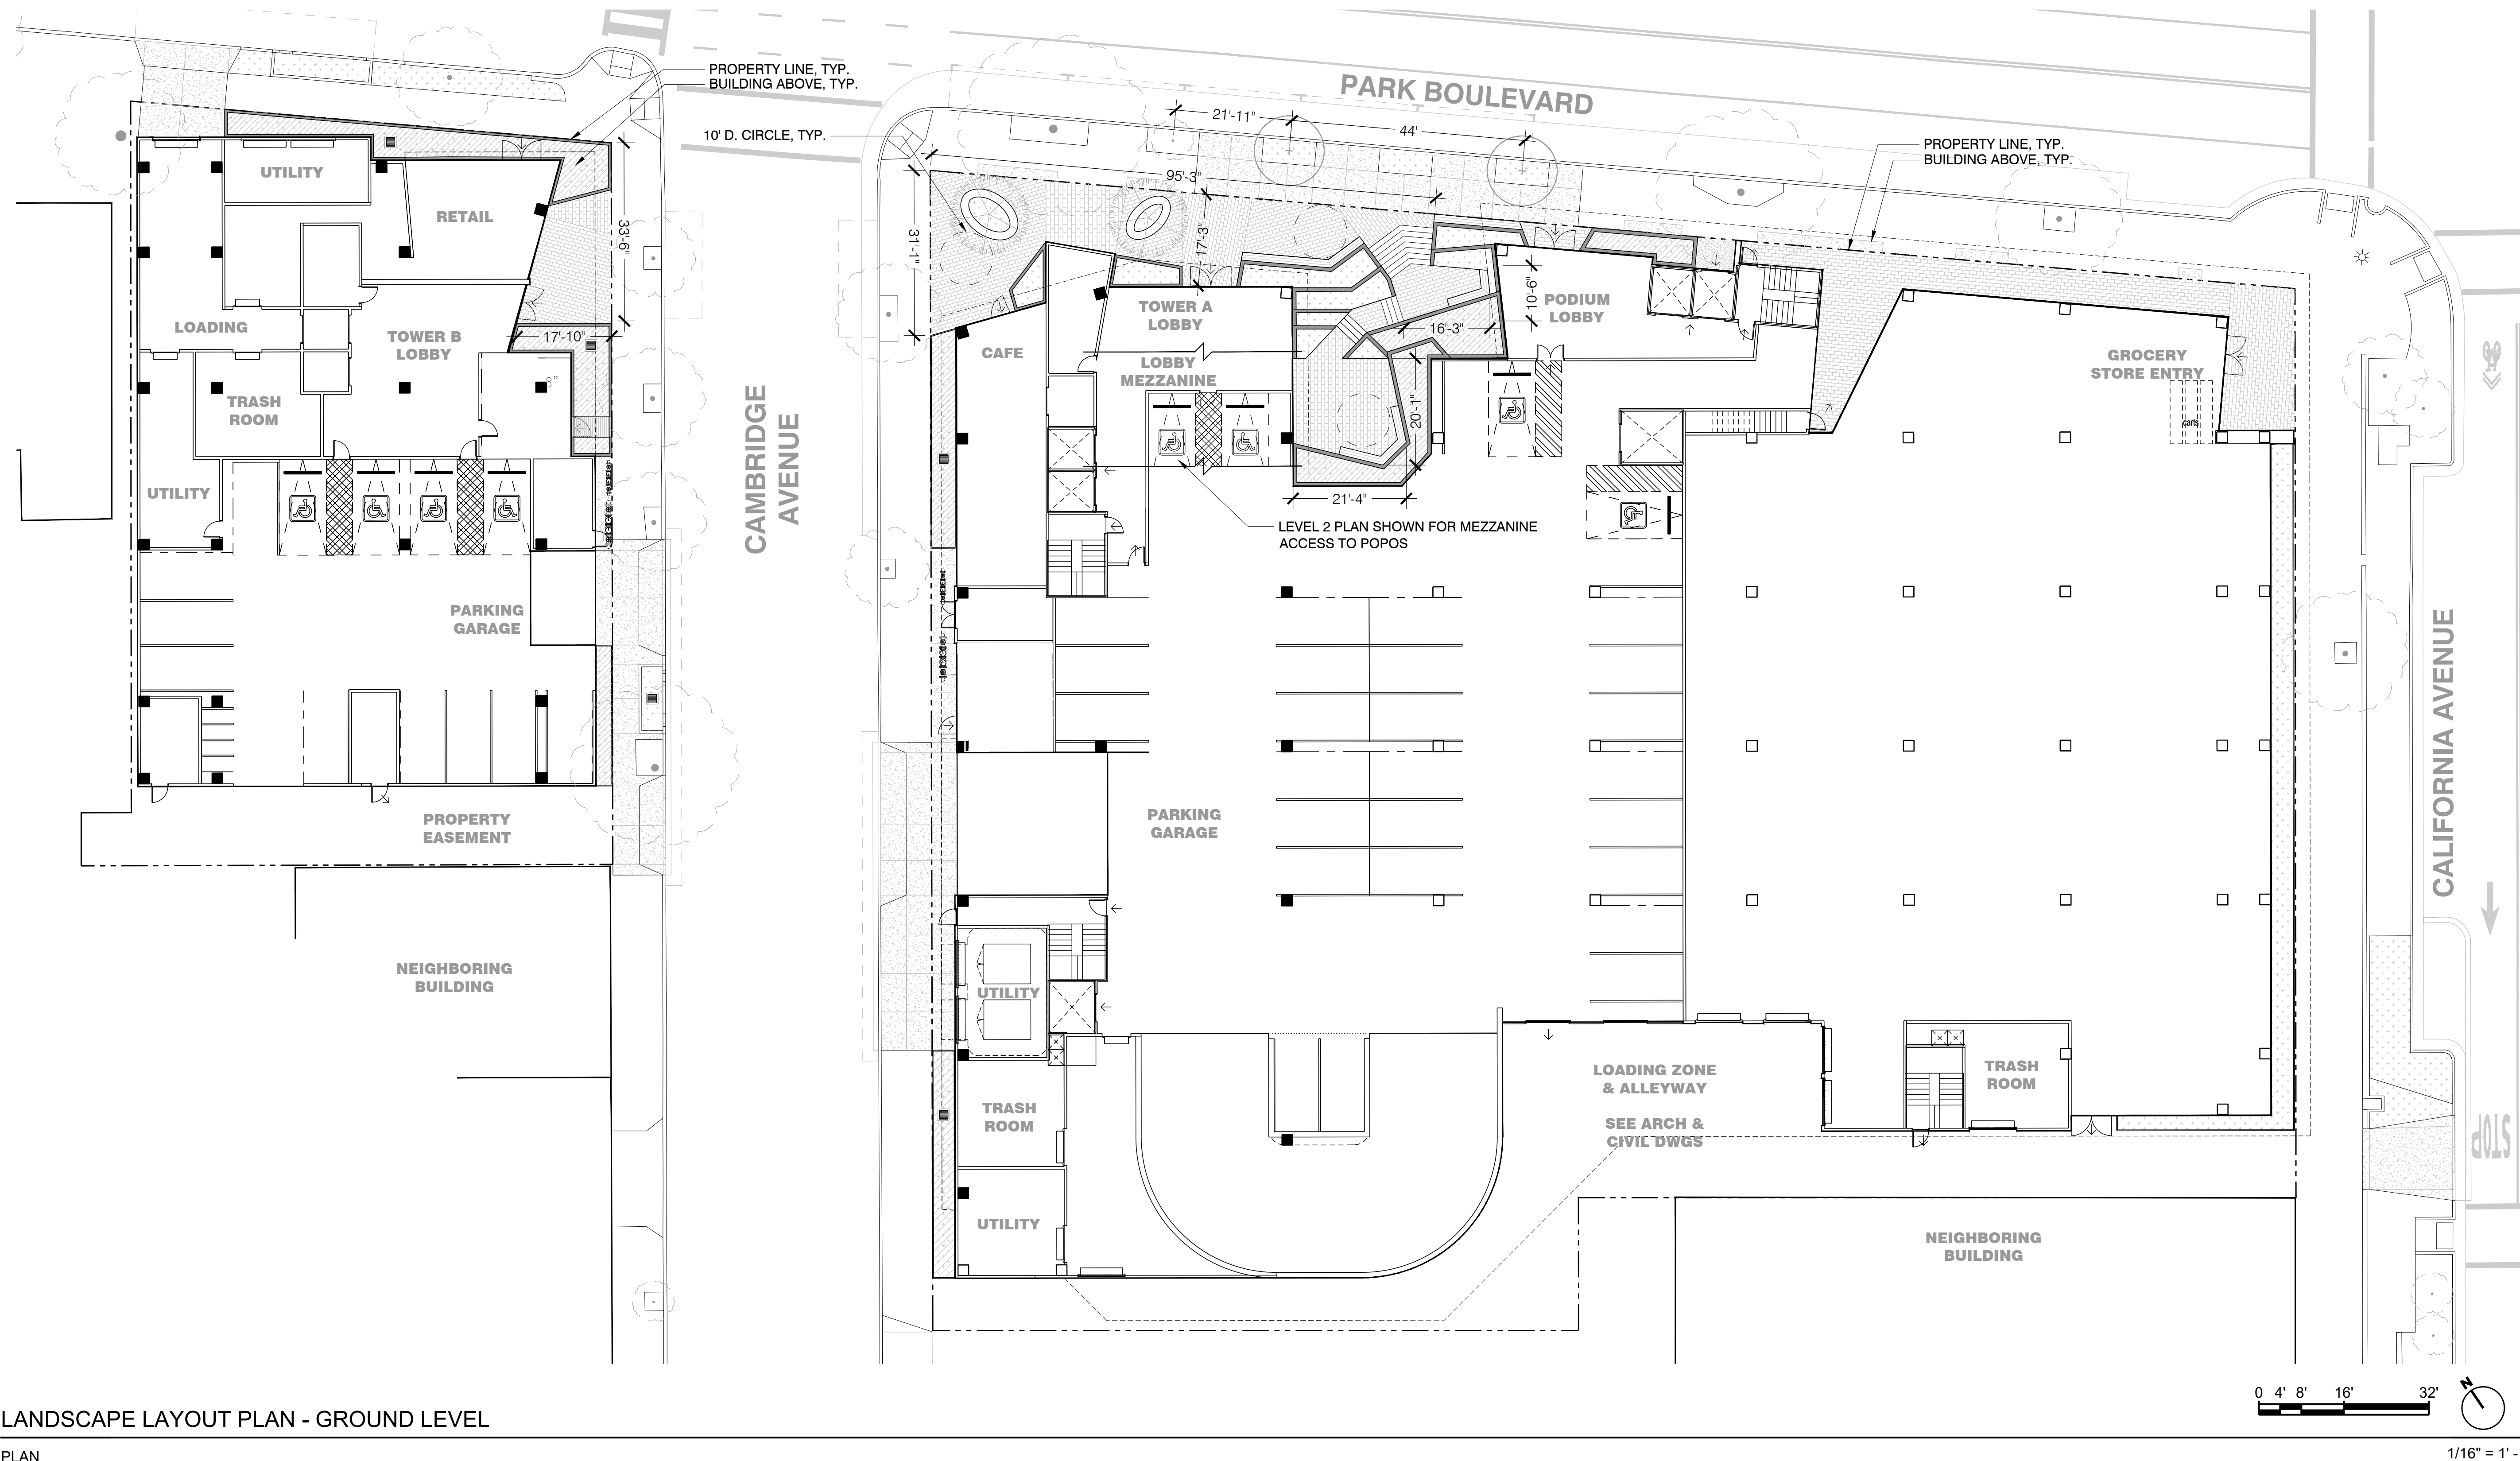 PARK BOULEVARD
PROPERTY LINE, TYP.
BUILDING ABOVE, TYP.
10' D. CIRCLE, TYP.
21'-11"
44'
PROPERTY LINE, TYP.
BUILDING ABOVE, TYP.
95'-3"
UTILITY
RETAIL
33'-6"
31'-1"
17'-3"
LOADING
TOWER B
LOBBY
17'-10"
CAFE
TOWER A
LOBBY
LOBBY
MEZZANINE
10'-6"
PODIUM
LOBBY
16'-3"
GROCERY
STORE ENTRY
carts
TRASH
ROOM
CAMBRIDGE
AVENUE
20'-1"
21'-4"
UTILITY
LEVEL 2 PLAN SHOWN FOR MEZZANINE
ACCESS TO POPOS
PARKING
GARAGE
CALIFORNIA AVENUE
PROPERTY
EASEMENT
PARKING
GARAGE
NEIGHBORING
BUILDING
UTILITY
TRASH
ROOM
LOADING ZONE
& ALLEYWAY
SEE ARCH &
CIVIL DWGS
TRASH
ROOM
STOP
UTILITY
NEIGHBORING
BUILDING
0 4' 8' 16' 32'
N
LANDSCAPE LAYOUT PLAN - GROUND LEVEL
PLAN
1/16" = 1' -